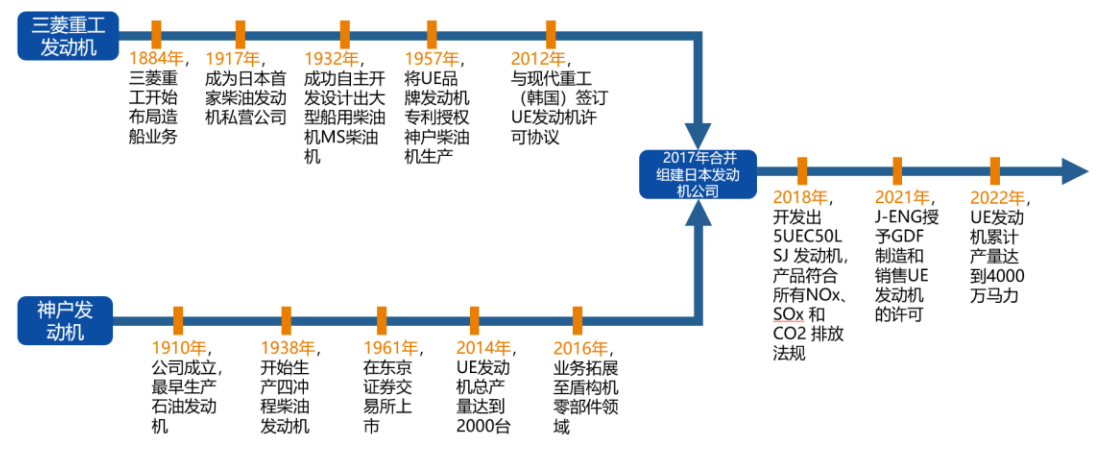 三菱重工
发动机
1884年，
三菱重
工开始
布局造
船业务
1917年，
成为日本首
家柴油发动
机私营公司
1932年，
成功自主开
发设计出大
型船用柴油
机MS柴油
机
1957年，
将UE品
牌发动机
专利授权
神户柴油
机生产
2012年，
与现代重工
（韩国）签订
UE发动机许
可协议
2017年合并
组建日本发动
机公司
2018年，
开发出
5UEC50L
SJ 发动机，
产品符合
所有NOx、
SOx 和
CO2 排放
法规
2021年，
J-ENG授
予GDF
制造和
销售UE
发动机
的许可
2022年，
UE发动
机累计
产量达
到4000
万马力
神户发
动机
1910年，
公司成立，
最早生产
石油发动
机
1938年，
开始生
产四冲
程柴油
发动机
1961年，
在东京
证券交
易所上
市
2014年，
UE发动
机总产
量达到
2000台
2016年，
业务拓展
至盾构机
零部件领
域